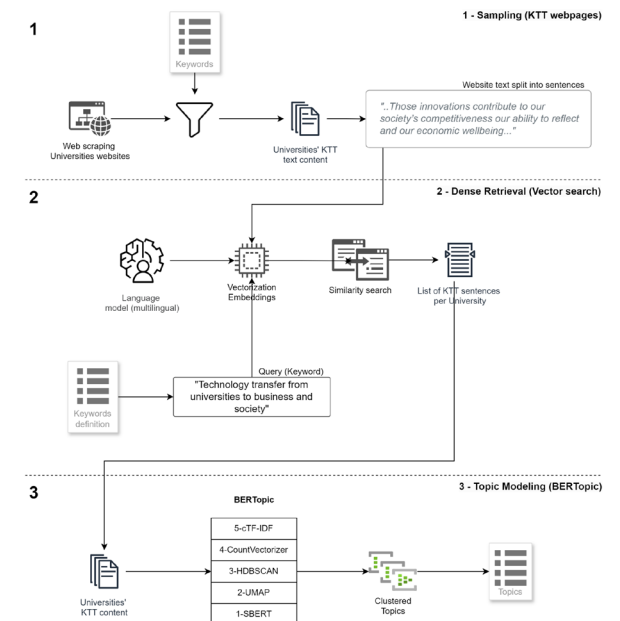 1
1 - Sampling (KTT webpages)
Keywords
Website text split into sentences
"..Those innovations contribute to our
society's competitiveness our ability to reflect
and our economic wellbeing..."
Web scraping
Universities websites
Universities' KTT
text content
2
2 - Dense Retrieval (Vector search)
Language
model (multilingual)
Vectorization
Embeddings
Similarity search
List of KTT sentences
per University
Query (Keyword)
"Technology transfer from
universities to business and
society"
Keywords
definition
3
3 - Topic Modeling (BERTopic)
BERTopic
5-cTF-IDF
4-CountVectorizer
3-HDBSCAN
2-UMAP
1-SBERT
Universities'
KTT content
Clustered
Topics
Topics